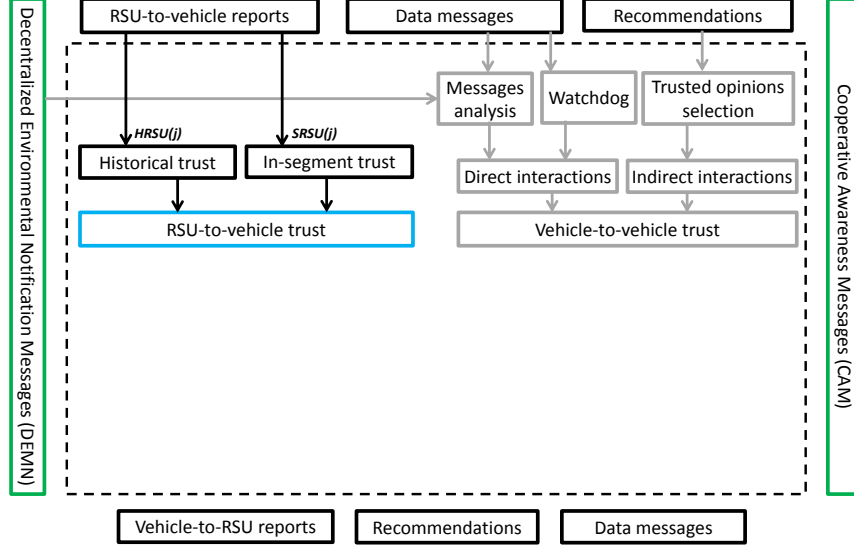 RSU-to-vehicle reports
Data messages
Recommendations
Decentralized Environmental Notification Messages (DEMN)
Cooperative Awareness Messages (CAM)
Messages
analysis
Watchdog
Trusted opinions
selection
HRSU(j)
SRSU(j)
Historical trust
In-segment trust
Direct interactions
Indirect interactions
RSU-to-vehicle trust
Vehicle-to-vehicle trust
Vehicle-to-RSU reports
Recommendations
Data messages